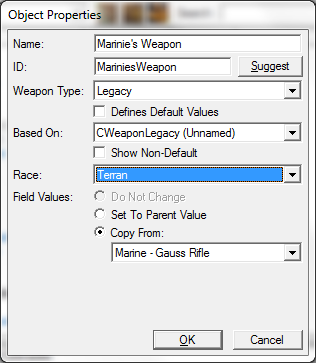 Object Properties
Name: Marinie's Weapon
ID: MariniesWeapon Suggest
Weapon Type: Legacy
Defines Default Values
Based On: CWeaponLegacy (Unnamed)
Show Non-Default
Race: Terran
Field Values: Do Not Change
Set To Parent Value
Copy From:
Marine - Gauss Rifle
OK Cancel